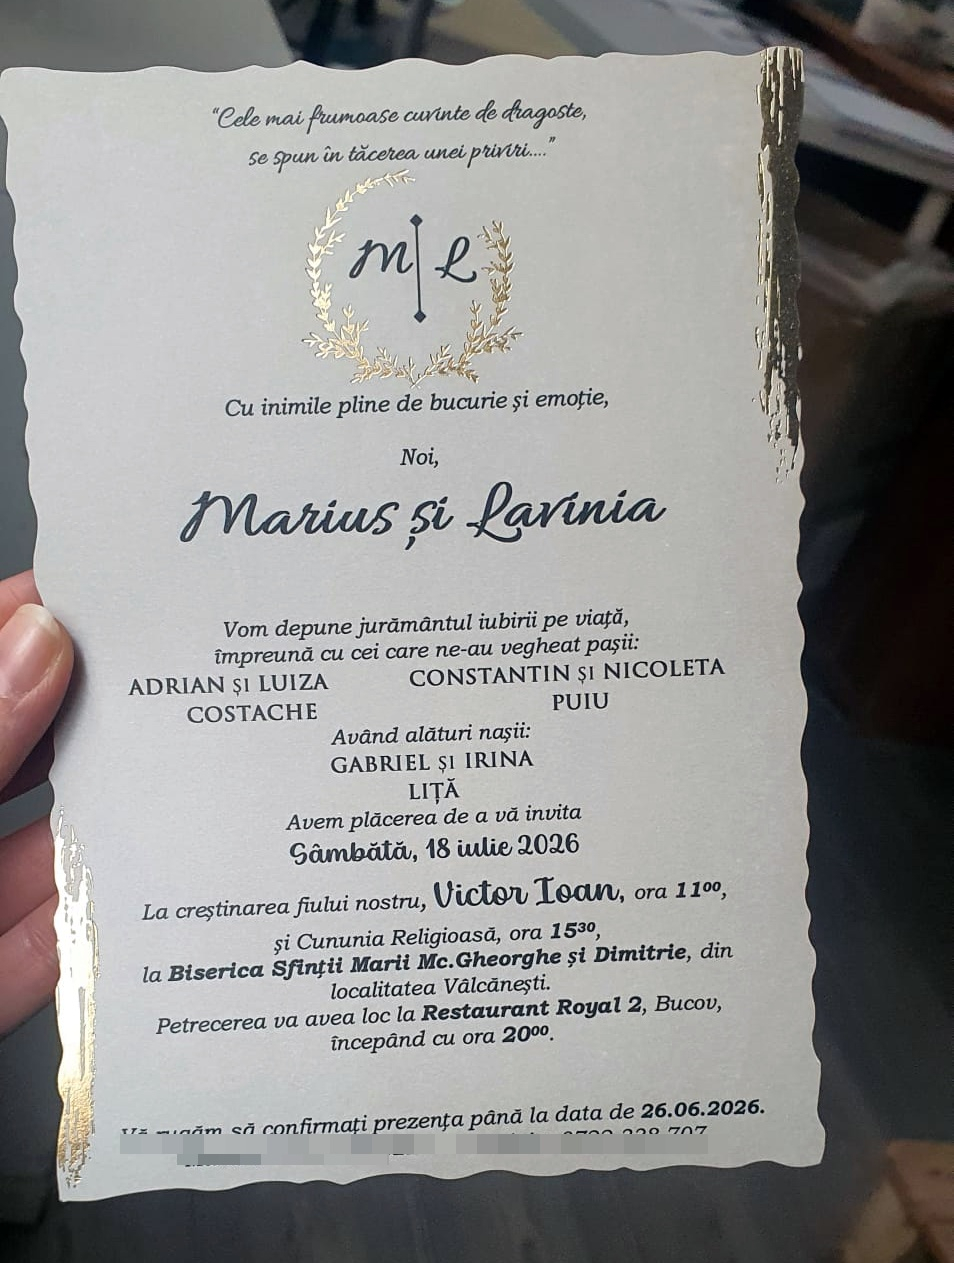 “Cele mai frumoase cuvinte de dragoste,
se spun în tăcerea unei priviri....”
M L
Cu inimile pline de bucurie și emoție,
Noi,
Marius și Lavinia
Vom depune jurământul iubirii pe viață,
împreună cu cei care ne-au vegheat pașii:
ADRIAN ȘI LUIZA CONSTANTIN ȘI NICOLETA
COSTACHE PUIU
Având alături nașii:
GABRIEL ȘI IRINA
LIȚĂ
Avem plăcerea de a vă invita
Sâmbătă, 18 iulie 2026
La creștinarea fiului nostru, Victor Ioan, ora 11⁰⁰,
și Cununia Religioasă, ora 15³⁰,
la Biserica Sfinții Marii Mc.Gheorghe și Dimitrie, din
localitatea Vâlcănești.
Petrecerea va avea loc la Restaurant Royal 2, Bucov,
începând cu ora 20⁰⁰.
Vă rugăm să confirmați prezența până la data de 26.06.2026.